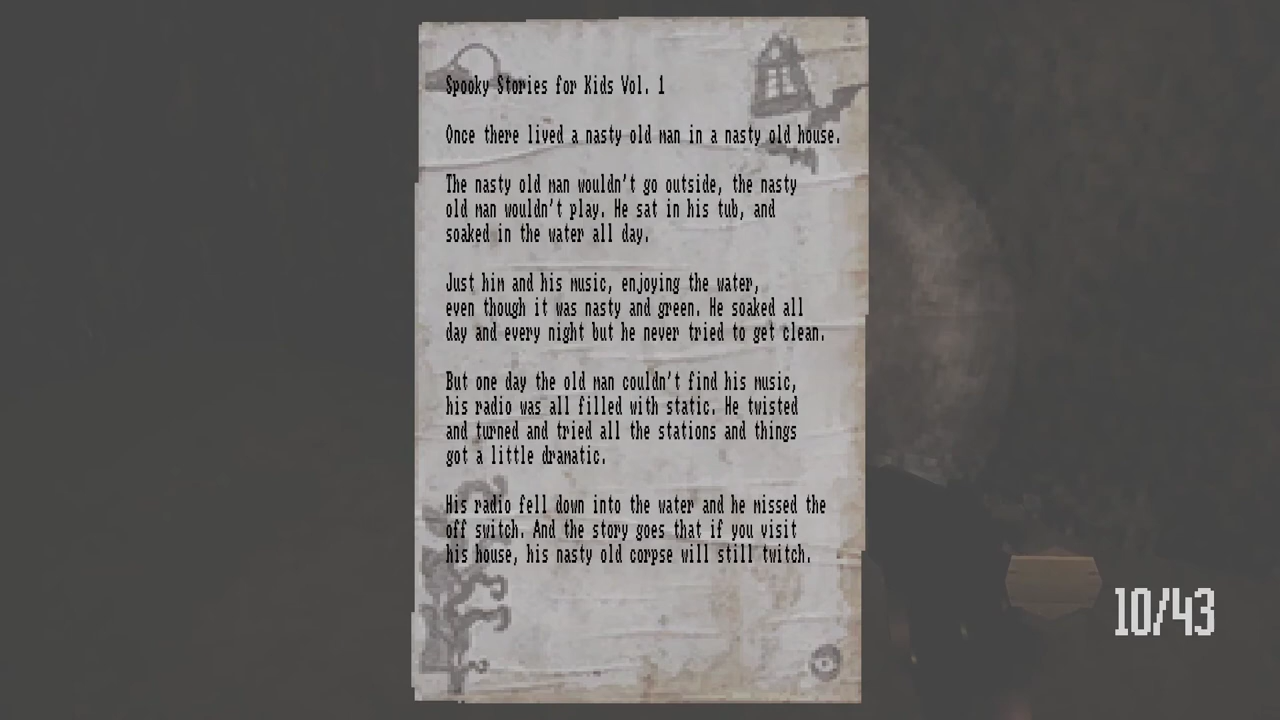 Spooky Stories for Kids Vol. 1
Once there lived a nasty old man in a nasty old house.
The nasty old man wouldn't go outside, the nasty
old man wouldn't play. He sat in his tub, and
soaked in the water all day.
Just him and his music, enjoying the water,
even though it was nasty and green. He soaked all
day and every night but he never tried to get clean.
But one day the old man couldn't find his music,
his radio was all filled with static. He twisted
and turned and tried all the stations and things
got a little dramatic.
His radio fell down into the water and he missed the
off switch. And the story goes that if you visit
his house, his nasty old corpse will still twitch.
10/43